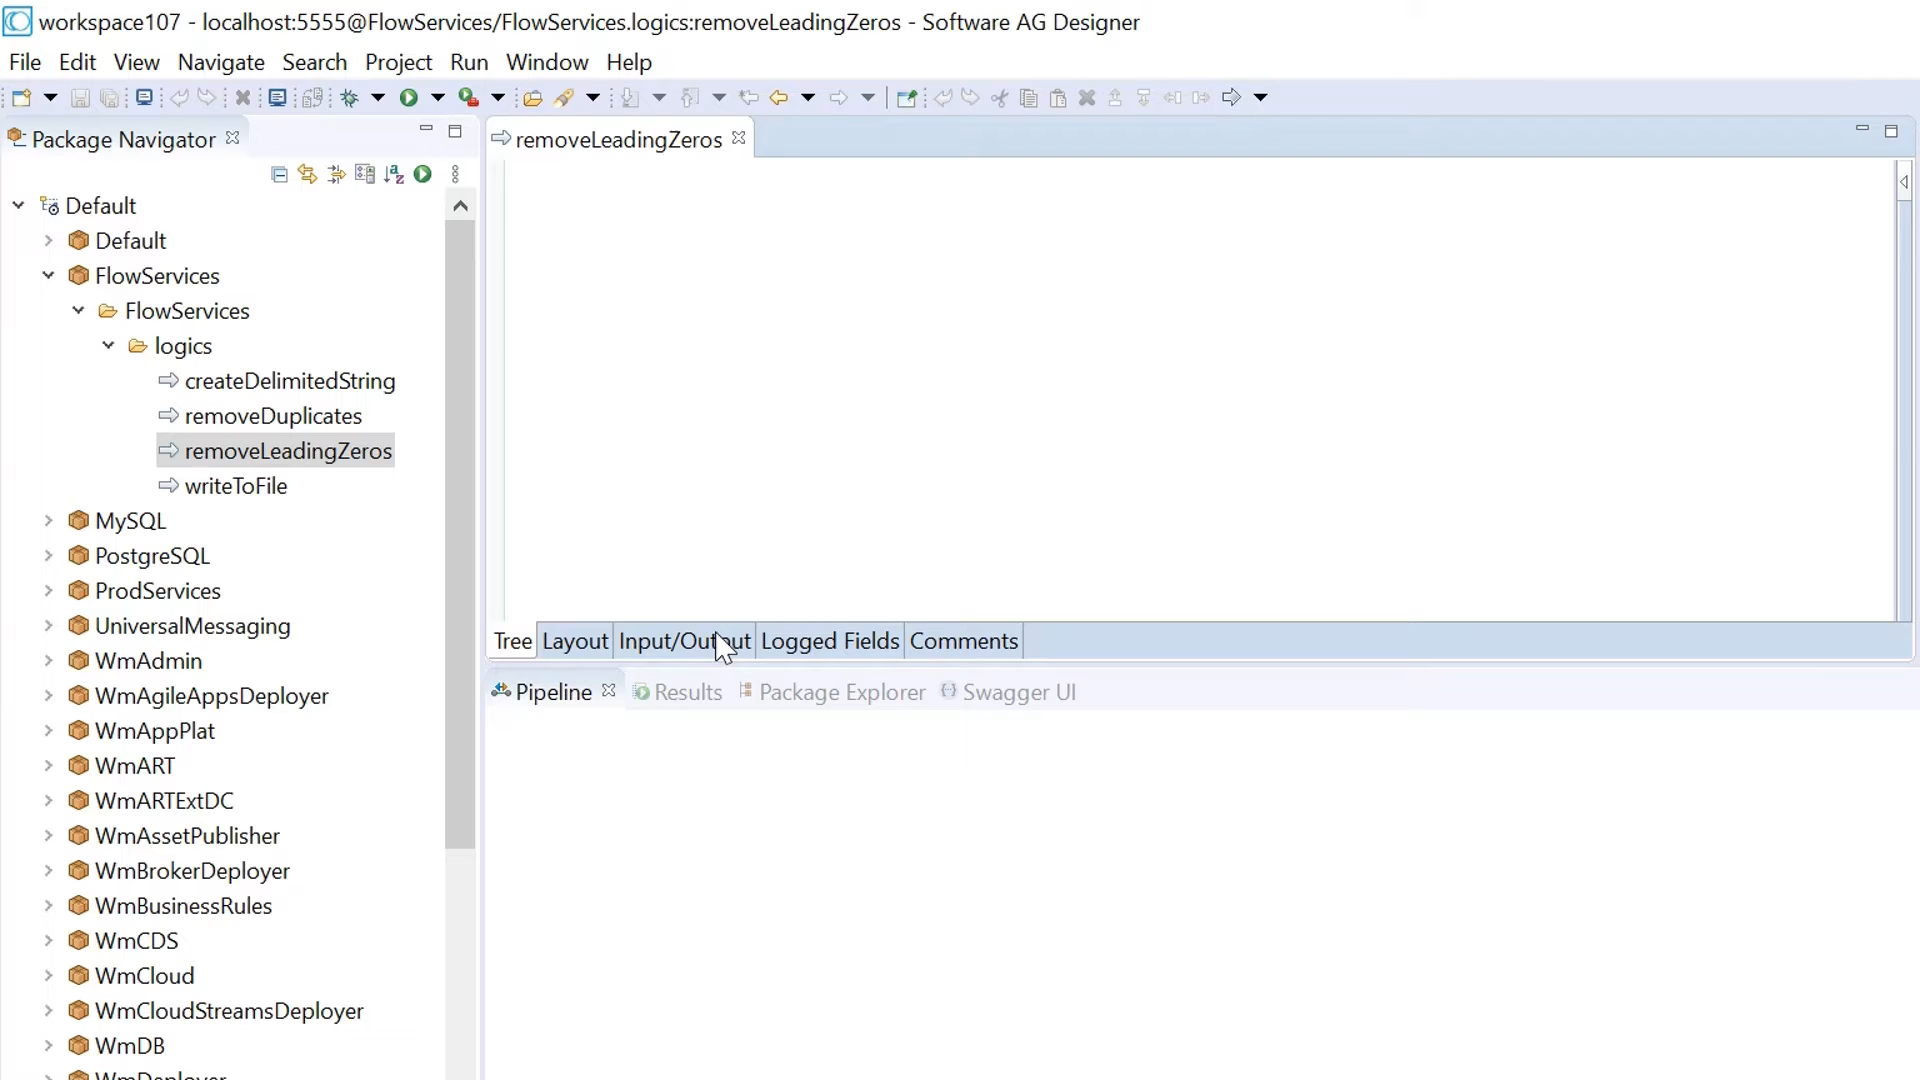 workspace107 - localhost:5555@FlowServices/FlowServices.logics:removeLeadingZeros - Software AG Designer
File Edit View Navigate Search Project Run Window Help
Package Navigator
removeLeadingZeros
Default
Default
FlowServices
FlowServices
logics
createDelimitedString
removeDuplicates
removeLeadingZeros
writeToFile
MySQL
PostgreSQL
ProdServices
UniversalMessaging
WmAdmin
WmAgileAppsDeployer
WmAppPlat
WmART
WmARTExtDC
WmAssetPublisher
WmBrokerDeployer
WmBusinessRules
WmCDS
WmCloud
WmCloudStreamsDeployer
WmDB
WmDeployer
Tree Layout Input/Output Logged Fields Comments
Pipeline Results Package Explorer Swagger UI